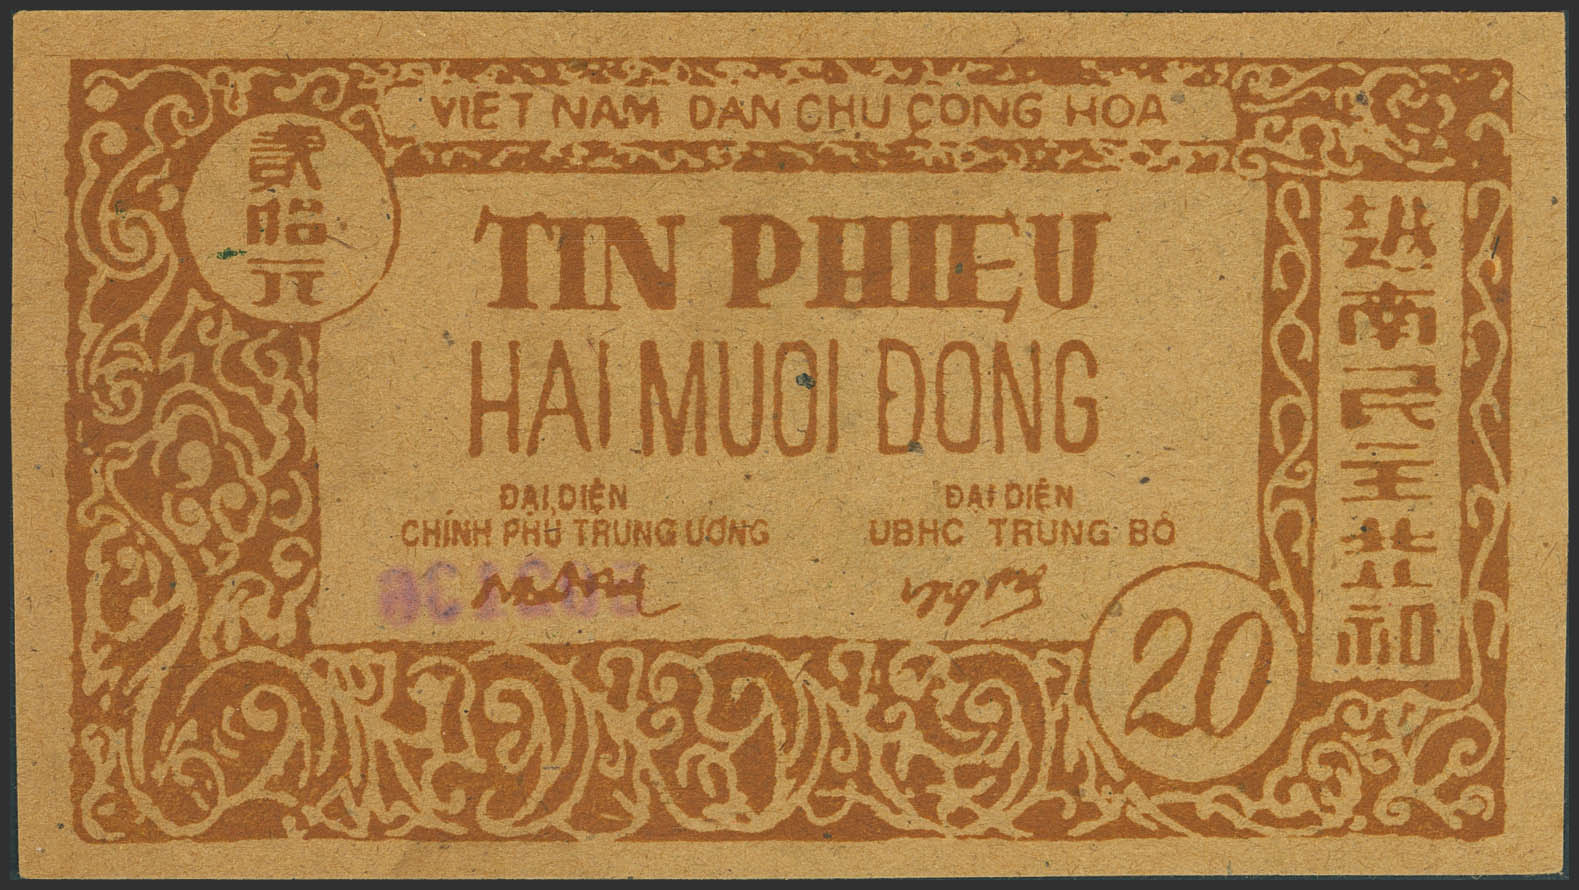 VIET NAM DAN CHU CONG HOA
貳拾元
TIN PHIEU
HAI MUOI ĐONG
ĐẠI DIỆN
CHÍNH PHỦ TRUNG ƯƠNG
ĐẠI DIỆN
UBHC TRUNG BỘ
20
越南民主共和